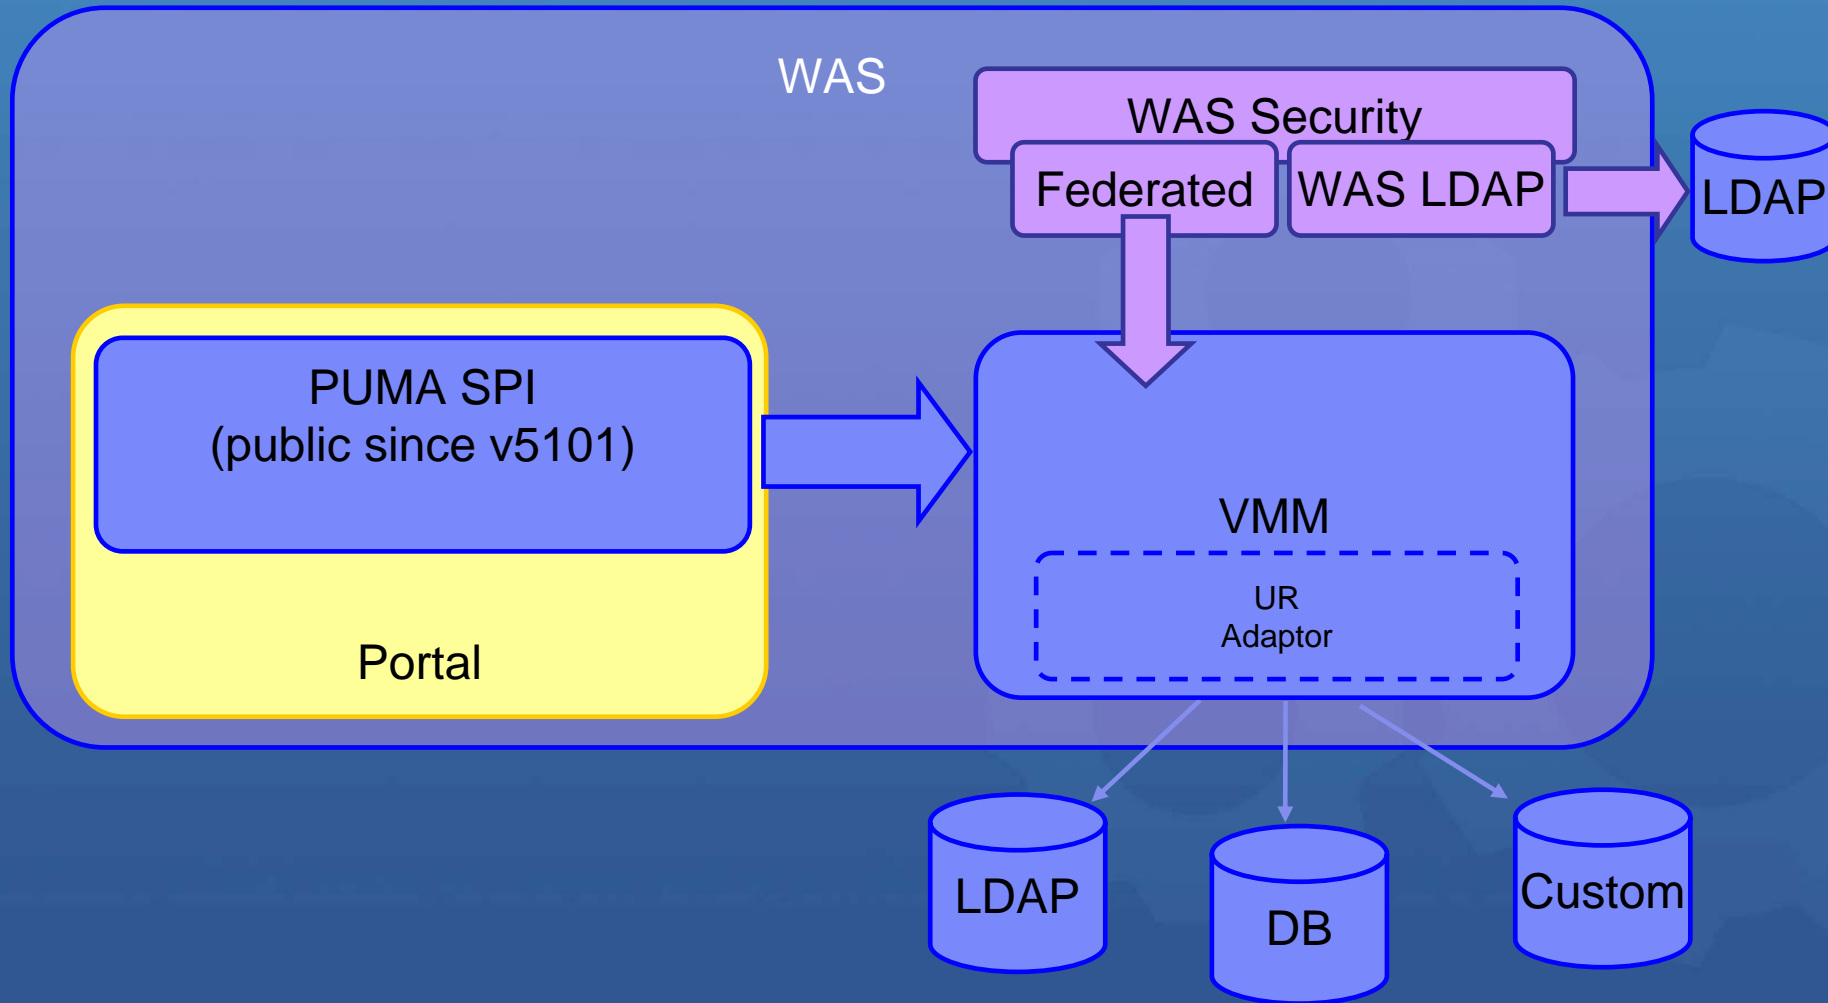 WAS
WAS Security
Federated
WAS LDAP
LDAP
PUMA SPI
(public since v5101)
Portal
VMM
UR
Adaptor
LDAP
DB
Custom